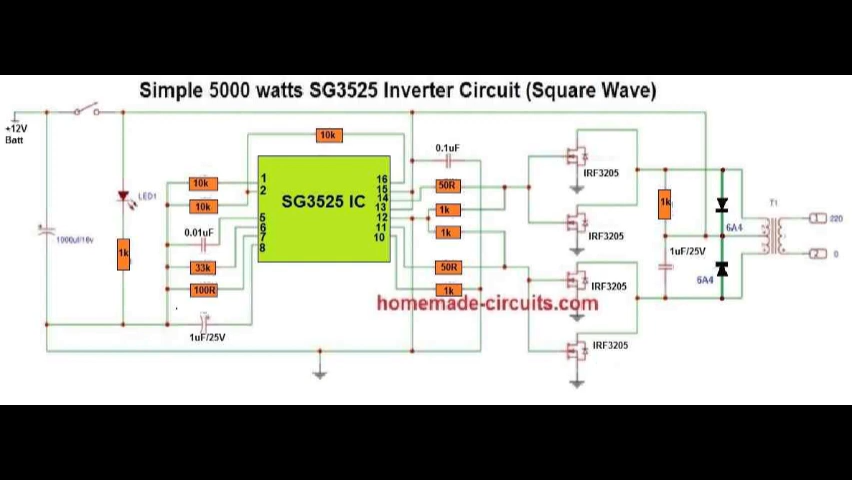 Simple 5000 watts SG3525 Inverter Circuit (Square Wave)
+12V
Batt
1000uf/16v
LED1
1k
10k
10k
10k
0.01uF
33k
100R
1uF/25V
1
2
5
6
7
8
SG3525 IC
16
15
14
13
12
11
10
0.1uF
50R
1k
1k
50R
1k
homemade-circuits.com
IRF3205
IRF3205
IRF3205
IRF3205
1k
1uF/25V
6A4
6A4
T1
1 220
2 0